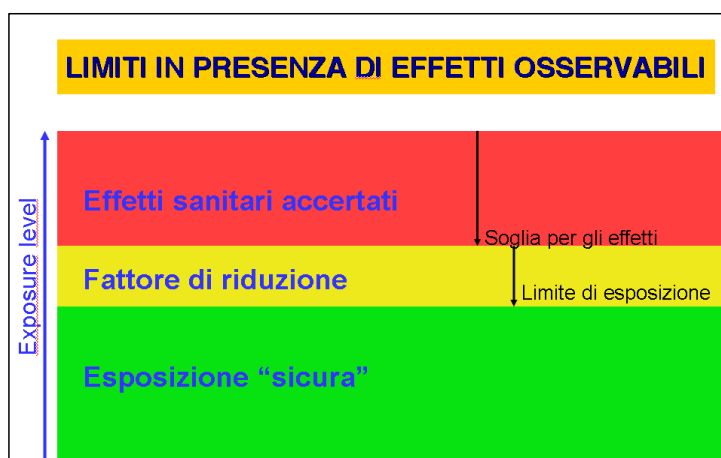 LIMITI IN PRESENZA DI EFFETTI OSSERVABILI
Exposure level
Effetti sanitari accertati
Soglia per gli effetti
Fattore di riduzione
Limite di esposizione
Esposizione “sicura”